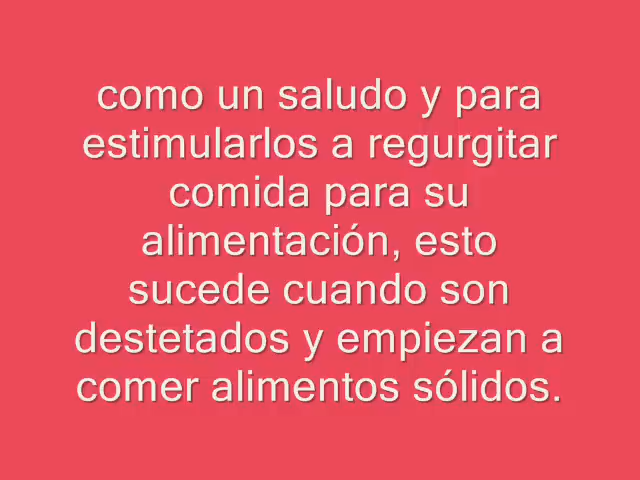 como un saludo y para
estimularlos a regurgitar
comida para su
alimentación, esto
sucede cuando son
destetados y empiezan a
comer alimentos sólidos.